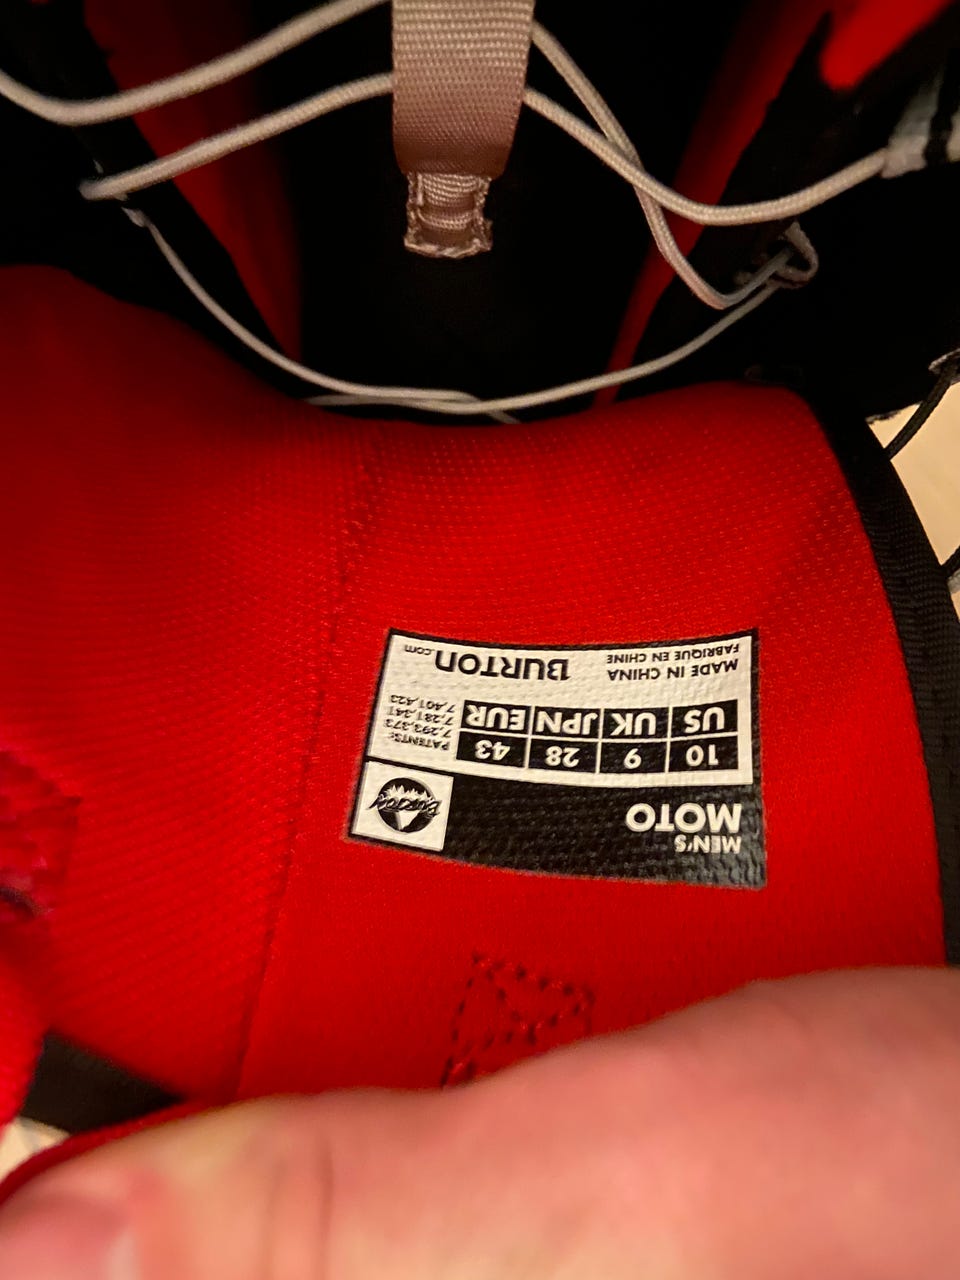 MEN'S
MOTO
BURTON
10 9 28 43
US UK JPN EUR
PATENTS:
7,293,373
7,281,341
7,401,423
MADE IN CHINA
FABRIQUE EN CHINE
BURTON.com